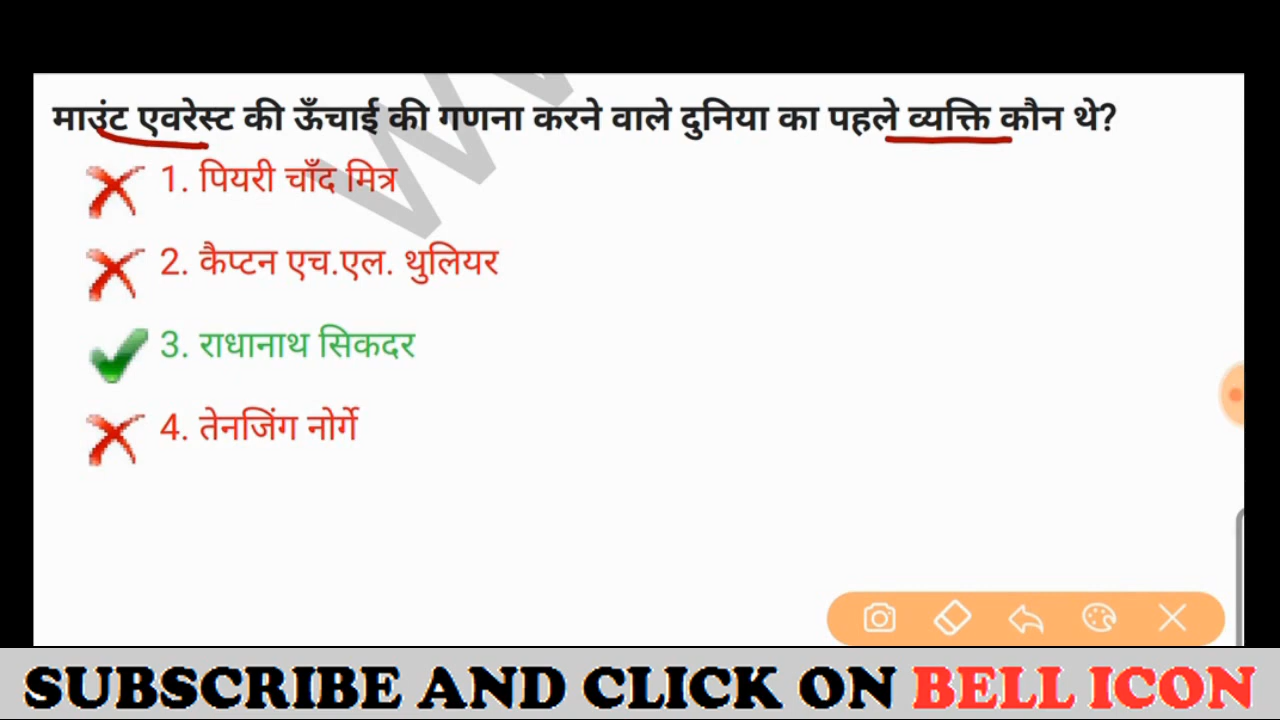 माउंट एवरेस्ट की ऊँचाई की गणना करने वाले दुनिया का पहले व्यक्ति कौन थे?
1. पियरी चाँद मित्र
2. कैप्टन एच.एल. थुलियर
3. राधानाथ सिकदर
4. तेनजिंग नोर्गे
SUBSCRIBE AND CLICK ON BELL ICON